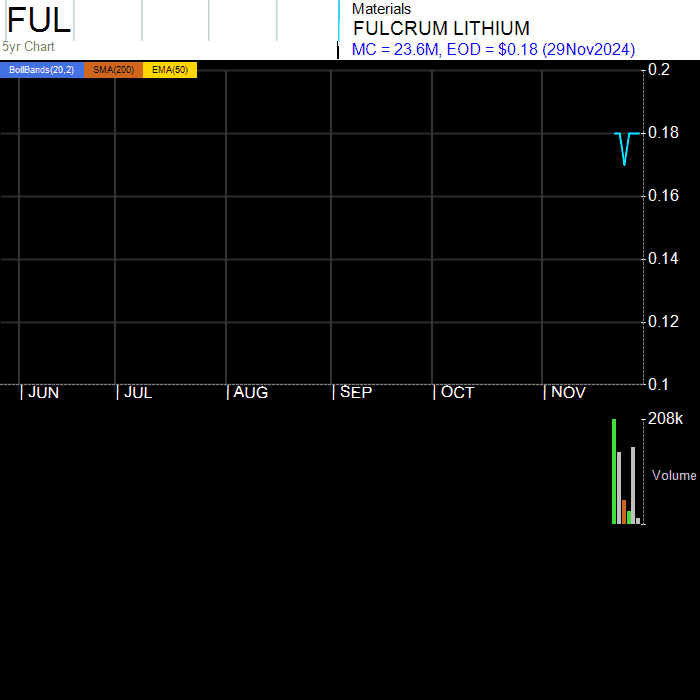 FUL
5yr Chart
Materials
FULCRUM LITHIUM
MC = 23.6M, EOD = $0.18 (29Nov2024)
BollBands(20,2) SMA(200) EMA(50)
0.2
0.18
0.16
0.14
0.12
0.1
JUN JUL AUG SEP OCT NOV
208k
Volume